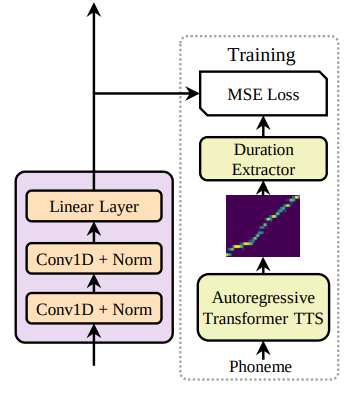 Training
MSE Loss
Duration
Extractor
Linear Layer
Conv1D + Norm
Conv1D + Norm
Autoregressive
Transformer TTS
Phoneme